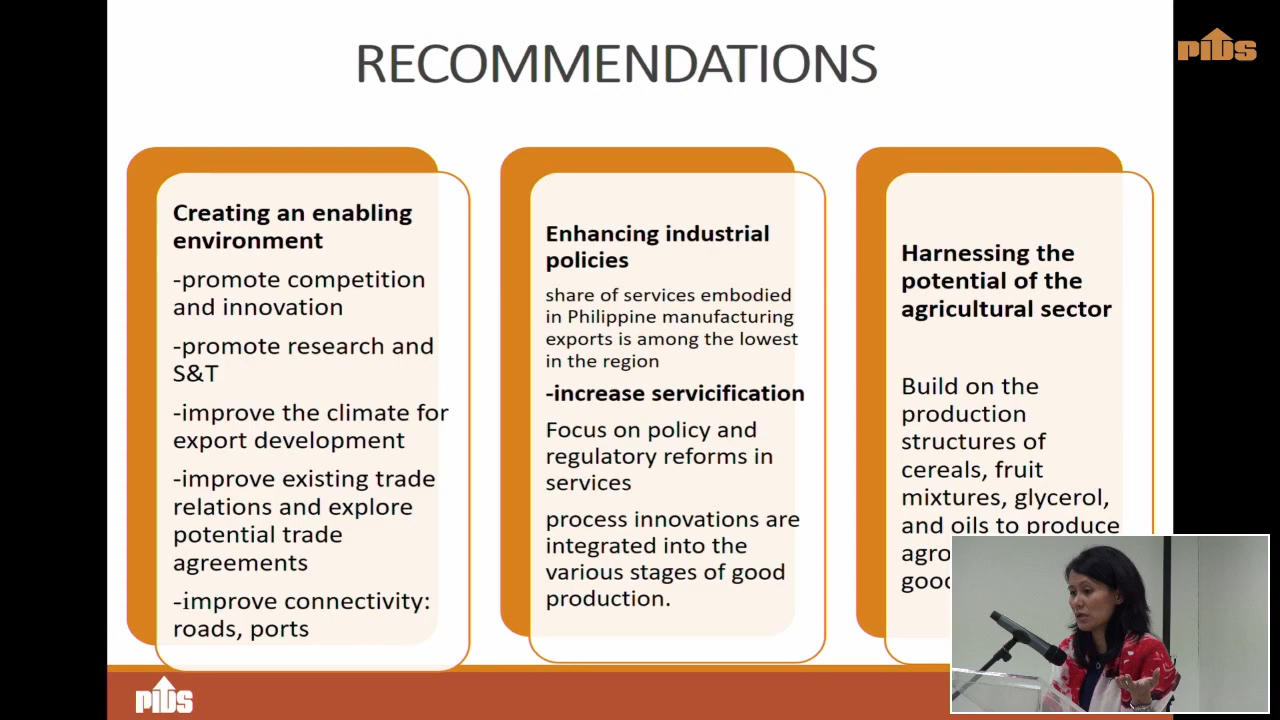 RECOMMENDATIONS
PIDS
Creating an enabling
environment
-promote competition
and innovation
-promote research and
S&T
-improve the climate for
export development
-improve existing trade
relations and explore
potential trade
agreements
-improve connectivity:
roads, ports
Enhancing industrial
policies
share of services embodied
in Philippine manufacturing
exports is among the lowest
in the region
-increase servicification
Focus on policy and
regulatory reforms in
services
process innovations are
integrated into the
various stages of good
production.
Harnessing the
potential of the
agricultural sector
Build on the
production
structures of
cereals, fruit
mixtures, glycerol,
and oils to produce
PIDS